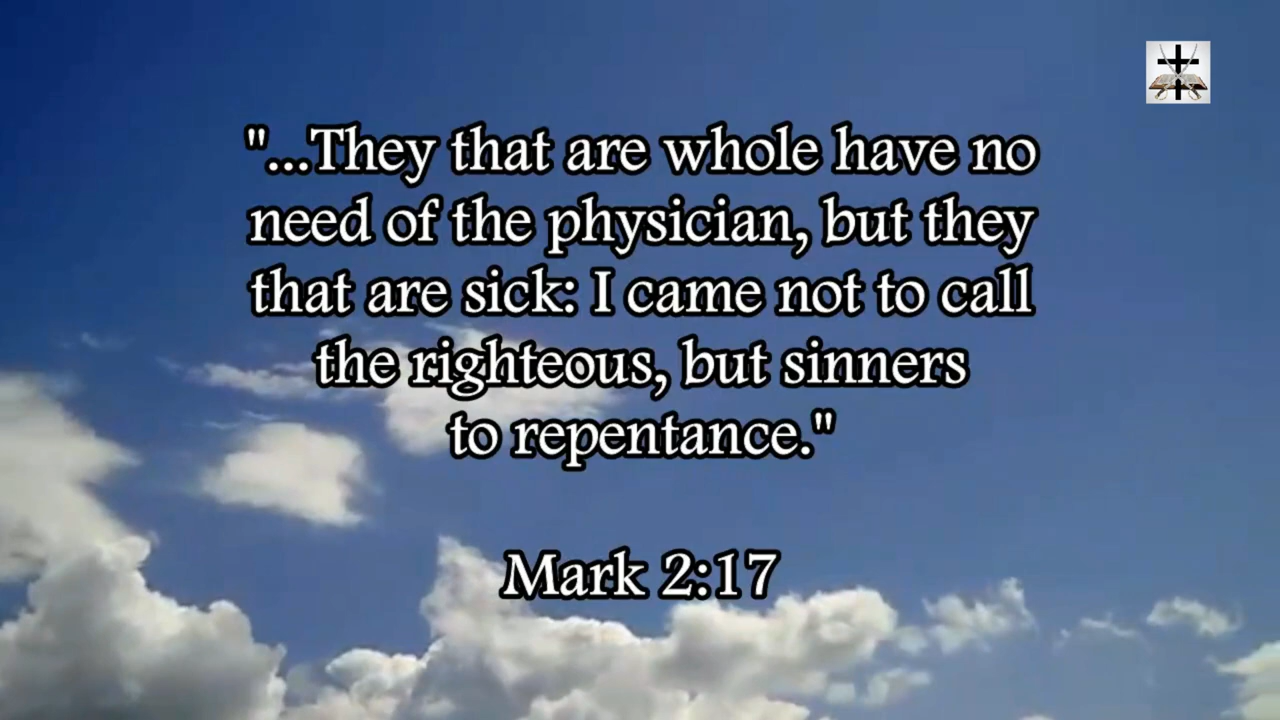 "...They that are whole have no
need of the physician, but they
that are sick: I came not to call
the righteous, but sinners
to repentance."
Mark 2:17